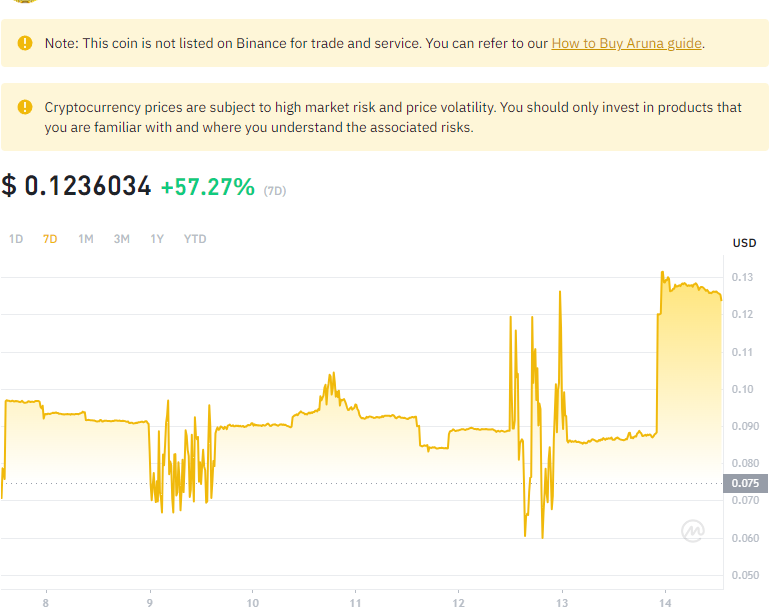 Note: This coin is not listed on Binance for trade and service. You can refer to our How to Buy Aruna guide.
Cryptocurrency prices are subject to high market risk and price volatility. You should only invest in products that
you are familiar with and where you understand the associated risks.
$ 0.1236034 +57.27% (7D)
1D 7D 1M 3M 1Y YTD
USD
0.13
0.12
0.11
0.10
0.090
0.080
0.075
0.070
0.060
0.050
8 9 10 11 12 13 14